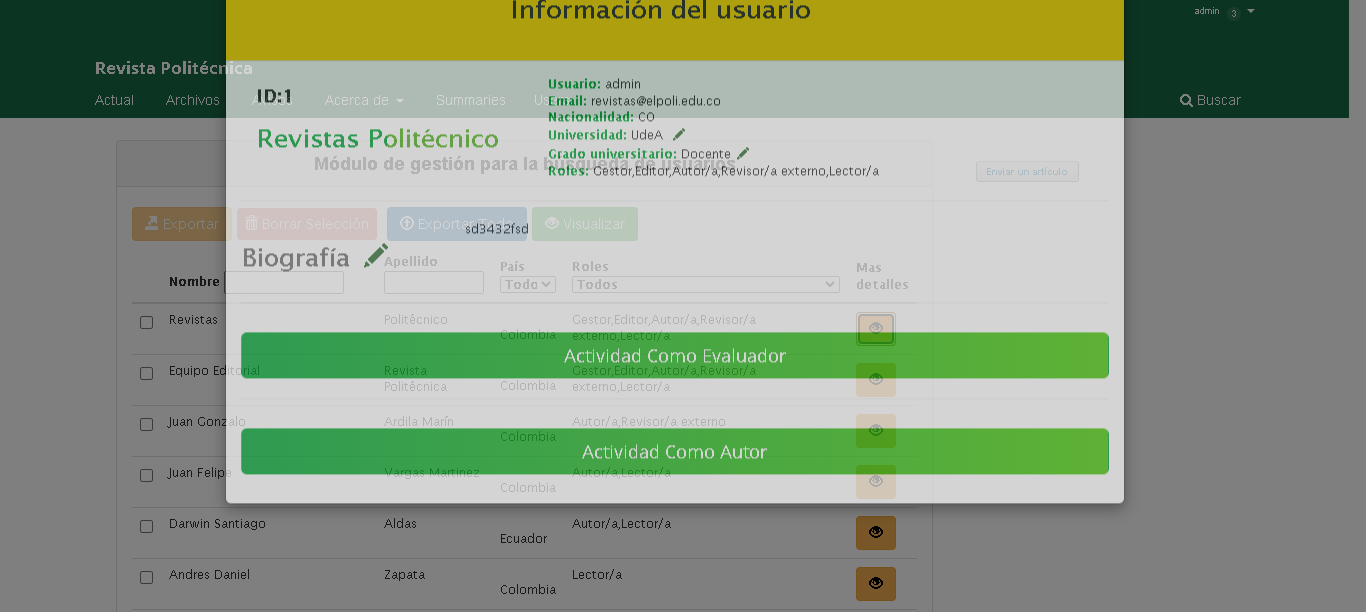 Información del usuario
admin 3
Revista Politécnica
Actual Archivos Avisos Acerca de Summaries Buscar
ID:1
Revistas Politécnico
Usuario: admin
Email: revistas@elpoli.edu.co
Nacionalidad: CO
Universidad: UdeA
Grado universitario: Docente
Roles: Gestor,Editor,Autor/a,Revisor/a externo,Lector/a
Módulo de gestión para la búsqueda de usuarios
Enviar un artículo
Exportar Borrar Selección Exportar Todo Visualizar
sd3432fsd
Biografía
Nombre Apellido País Roles Mas detalles
Todo Todos
Revistas Politécnico Colombia Gestor,Editor,Autor/a,Revisor/a externo,Lector/a
Actividad Como Evaluador
Equipo Editorial Revista Politécnica Colombia Gestor,Editor,Autor/a,Revisor/a externo,Lector/a
Juan Gonzalo Ardila Marín Colombia Autor/a,Revisor/a externo
Actividad Como Autor
Juan Felipe Vargas Martinez Colombia Autor/a,Lector/a
Darwin Santiago Aldas Ecuador Autor/a,Lector/a
Andres Daniel Zapata Colombia Lector/a